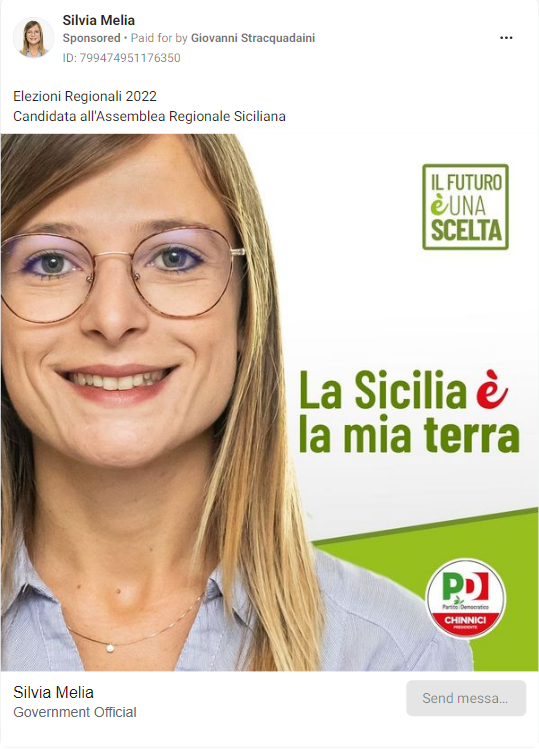 Silvia Melia
Sponsored • Paid for by Giovanni Stracquadaini
ID: 799474951176350
Elezioni Regionali 2022
Candidata all'Assemblea Regionale Siciliana
IL FUTURO
è UNA
SCELTA
La Sicilia è
la mia terra
PD
Partito Democratico
CHINNICI
PRESIDENTE
Silvia Melia
Government Official
Send messa...